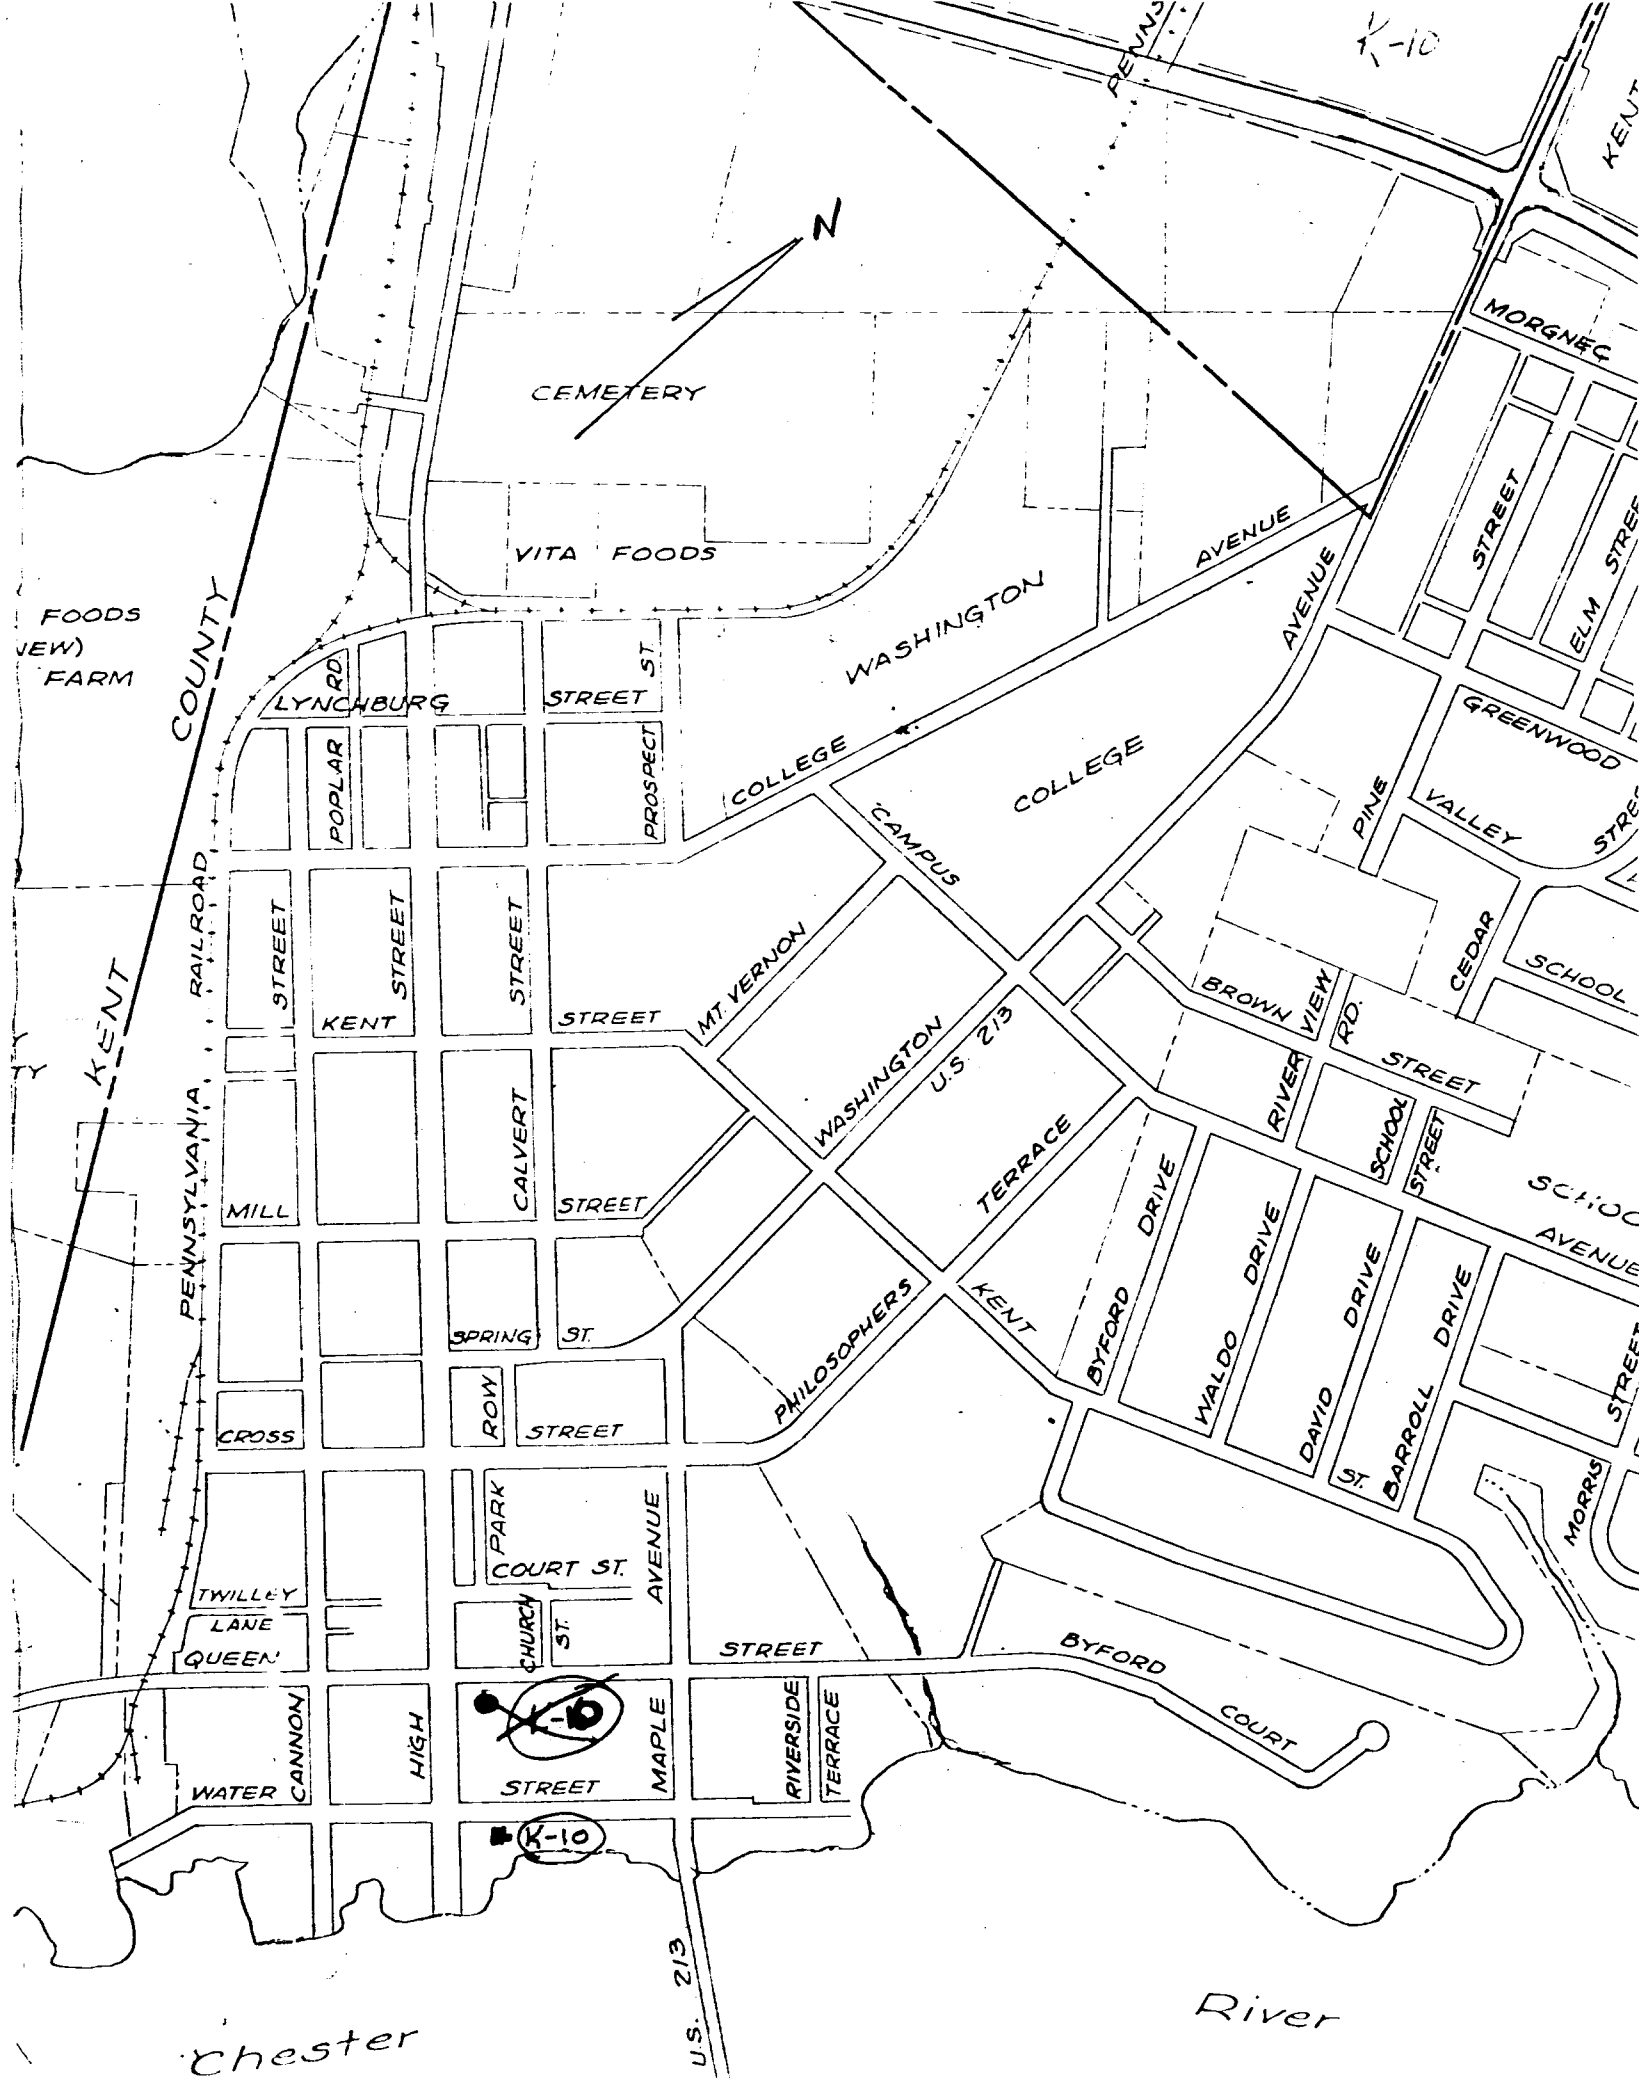 K-10
PENNS
KENT
N
MORGNEC
CEMETERY
STREET
STREE
ELM
AVENUE
AVENUE
VITA FOODS
WASHINGTON
FOODS
FARM
COUNTY
KENT
RD.
LYNCHBURG
STREET
ST.
POPLAR
PROSPECT
COLLEGE
COLLEGE
CAMPUS
GREENWOOD
PINE
VALLEY
STREE
CEDAR
SCHOOL
PENNSYLVANIA RAILROAD
STREET
STREET
STREET
KENT
STREET
MT. VERNON
BROWN
STREET
RIVER VIEW
RD.
WASHINGTON
U.S. 213
CALVERT
TERRACE
SCHOOL
STREET
SCHOO
AVENUE
MILL
STREET
DRIVE
DRIVE
DRIVE
DRIVE
BYFORD
WALDO
DAVID
BARROLL
ST.
SPRING
ST.
PHILOSOPHERS
KENT
STREET
MORRIS
CROSS
ROW
STREET
PARK
AVENUE
COURT ST.
TWILLEY
LANE
CHURCH
ST.
QUEEN
STREET
BYFORD
COURT
CANNON
HIGH
MAPLE
RIVERSIDE
TERRACE
WATER
STREET
K-10
U.S. 213
Chester
River